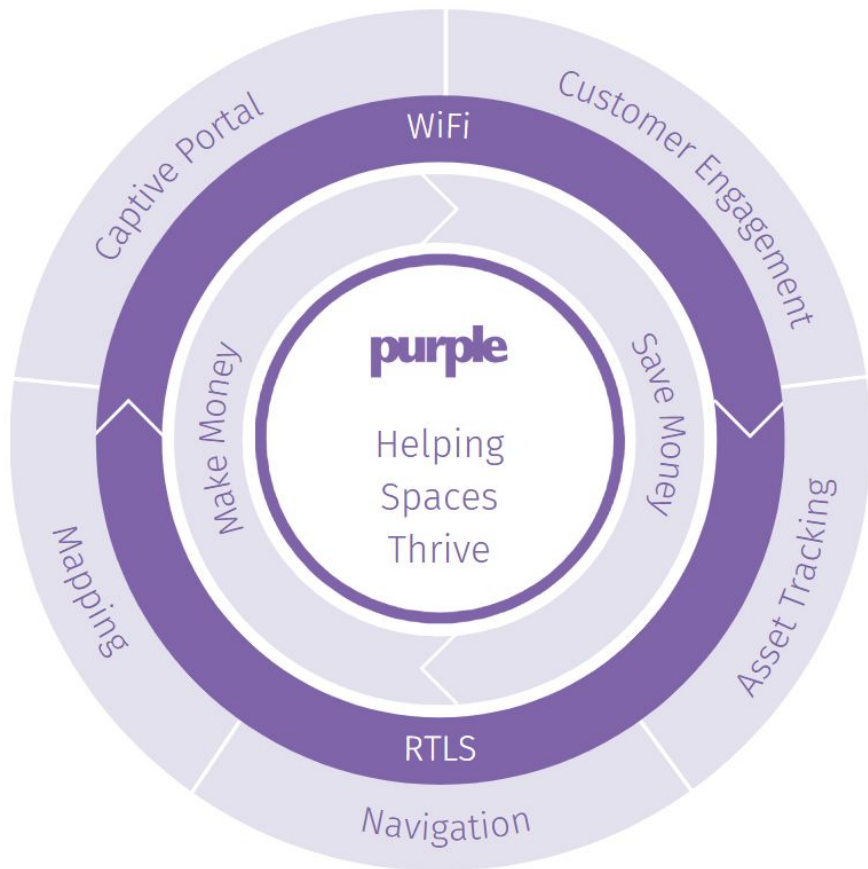 Captive Portal
Customer Engagement
WiFi
Make Money
Save Money
purple
Helping
Spaces
Thrive
Mapping
Asset Tracking
RTLS
Navigation